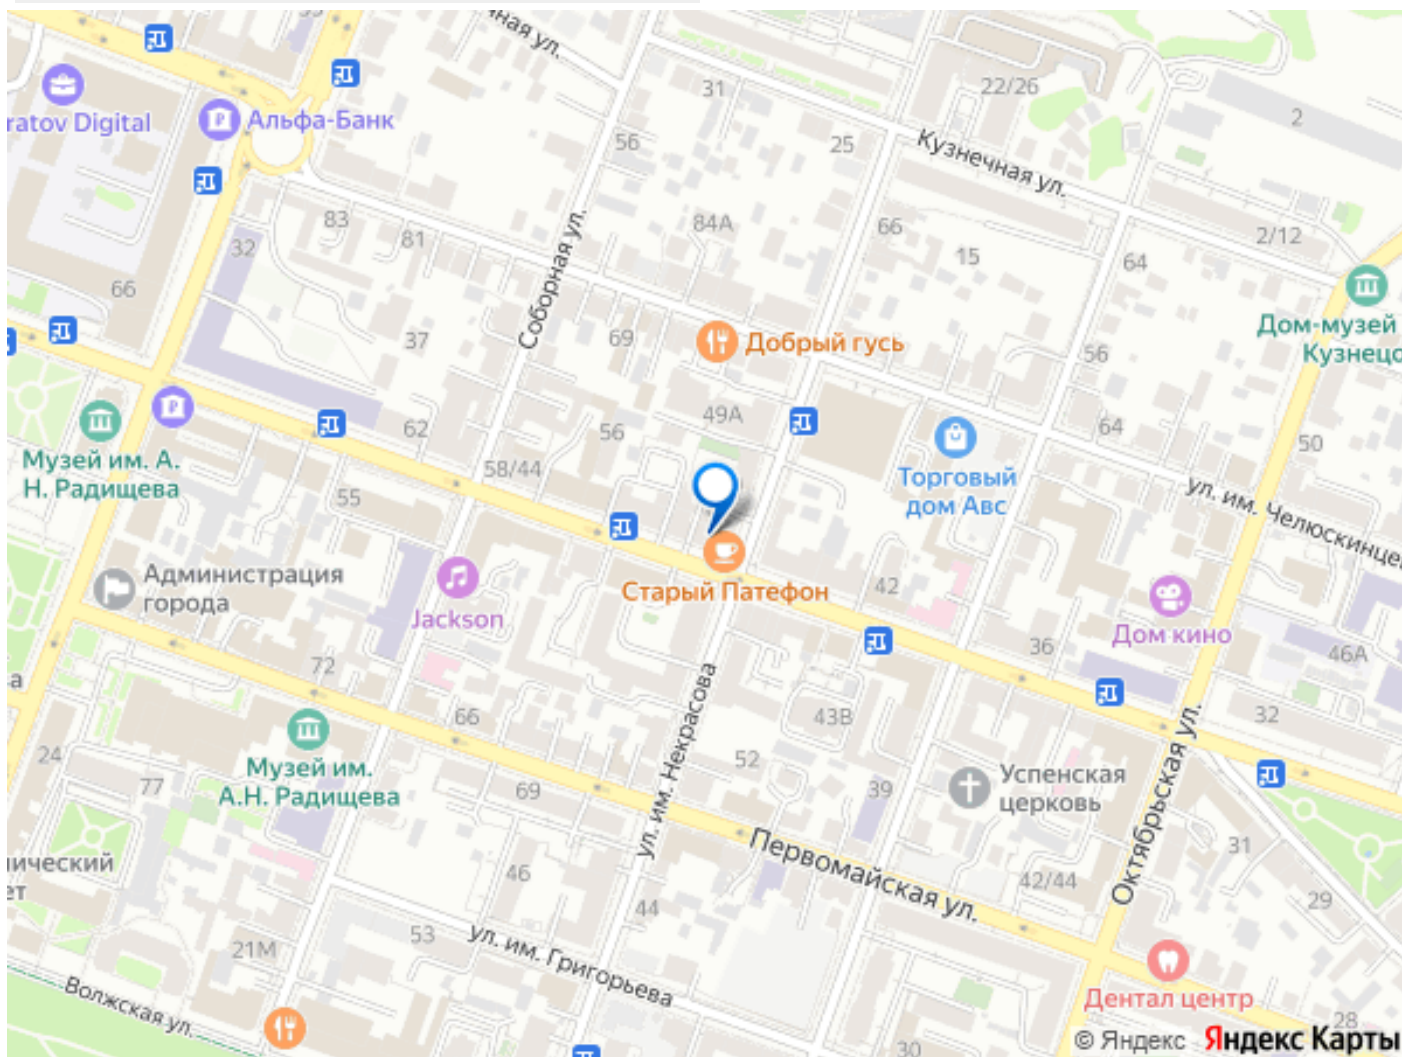 33
чная ул.
31
22/26
2
ratov Digital
Альфа-Банк
56
25
Кузнечная ул.
83
81
84А
66
15
2/12
32
Соборная ул.
64
66
37
69
Добрый гусь
Дом-музей
Кузнецо
56
49А
62
56
64
50
Музей им. А.
Н. Радищева
58/44
55
Торговый
дом Авс
ул. им. Челюскинцев
Администрация
города
Jackson
Старый Патефон
42
36
Дом кино
46А
а
72
66
43В
32
ул. им. Некрасова
24
77
Музей им.
А.Н. Радищева
69
52
39
Успенская
церковь
Октябрьская ул.
Первомайская ул.
31
нический
ет
46
42/44
29
44
21М
53
ул. им. Григорьева
Волжская ул.
Дентал центр
28
30
© Яндекс Яндекс Карты